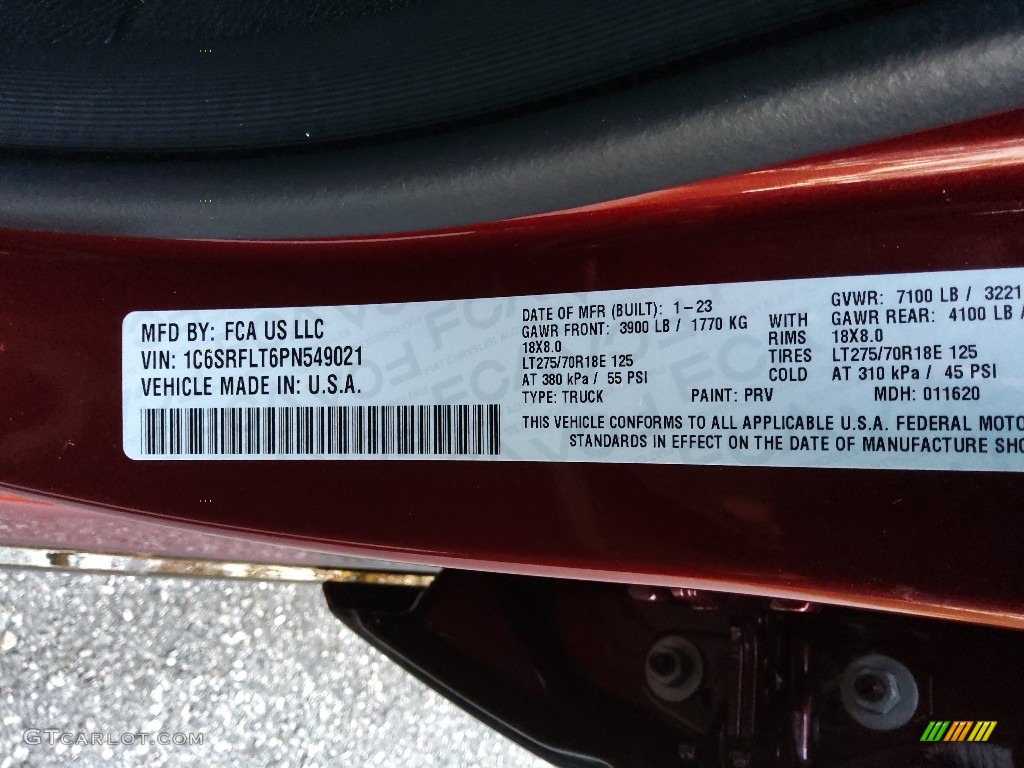 MFD BY: FCA US LLC
VIN: 1C6SRFLT6PN549021
VEHICLE MADE IN: U.S.A.
DATE OF MFR (BUILT): 1-23
GAWR FRONT: 3900 LB / 1770 KG
18X8.0
LT275/70R18E 125
AT 380 kPa / 55 PSI
TYPE: TRUCK
WITH
RIMS
TIRES
COLD
GVWR: 7100 LB / 3221
GAWR REAR: 4100 LB /
18X8.0
LT275/70R18E 125
AT 310 kPa / 45 PSI
PAINT: PRV
MDH: 011620
THIS VEHICLE CONFORMS TO ALL APPLICABLE U.S.A. FEDERAL MOTO
STANDARDS IN EFFECT ON THE DATE OF MANUFACTURE SHO
GTCARLOT.COM